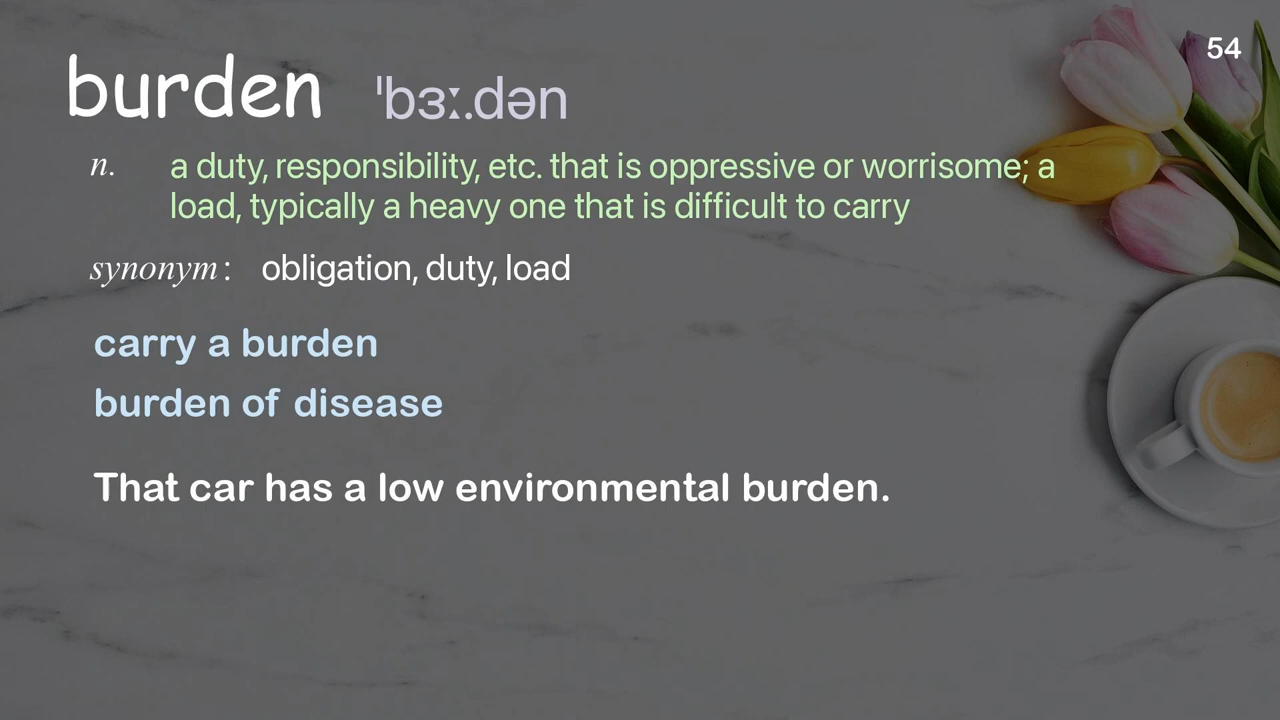 54
burden ˈbɜː.dən
n. a duty, responsibility, etc. that is oppressive or worrisome; a
load, typically a heavy one that is difficult to carry
synonym: obligation, duty, load
carry a burden
burden of disease
That car has a low environmental burden.